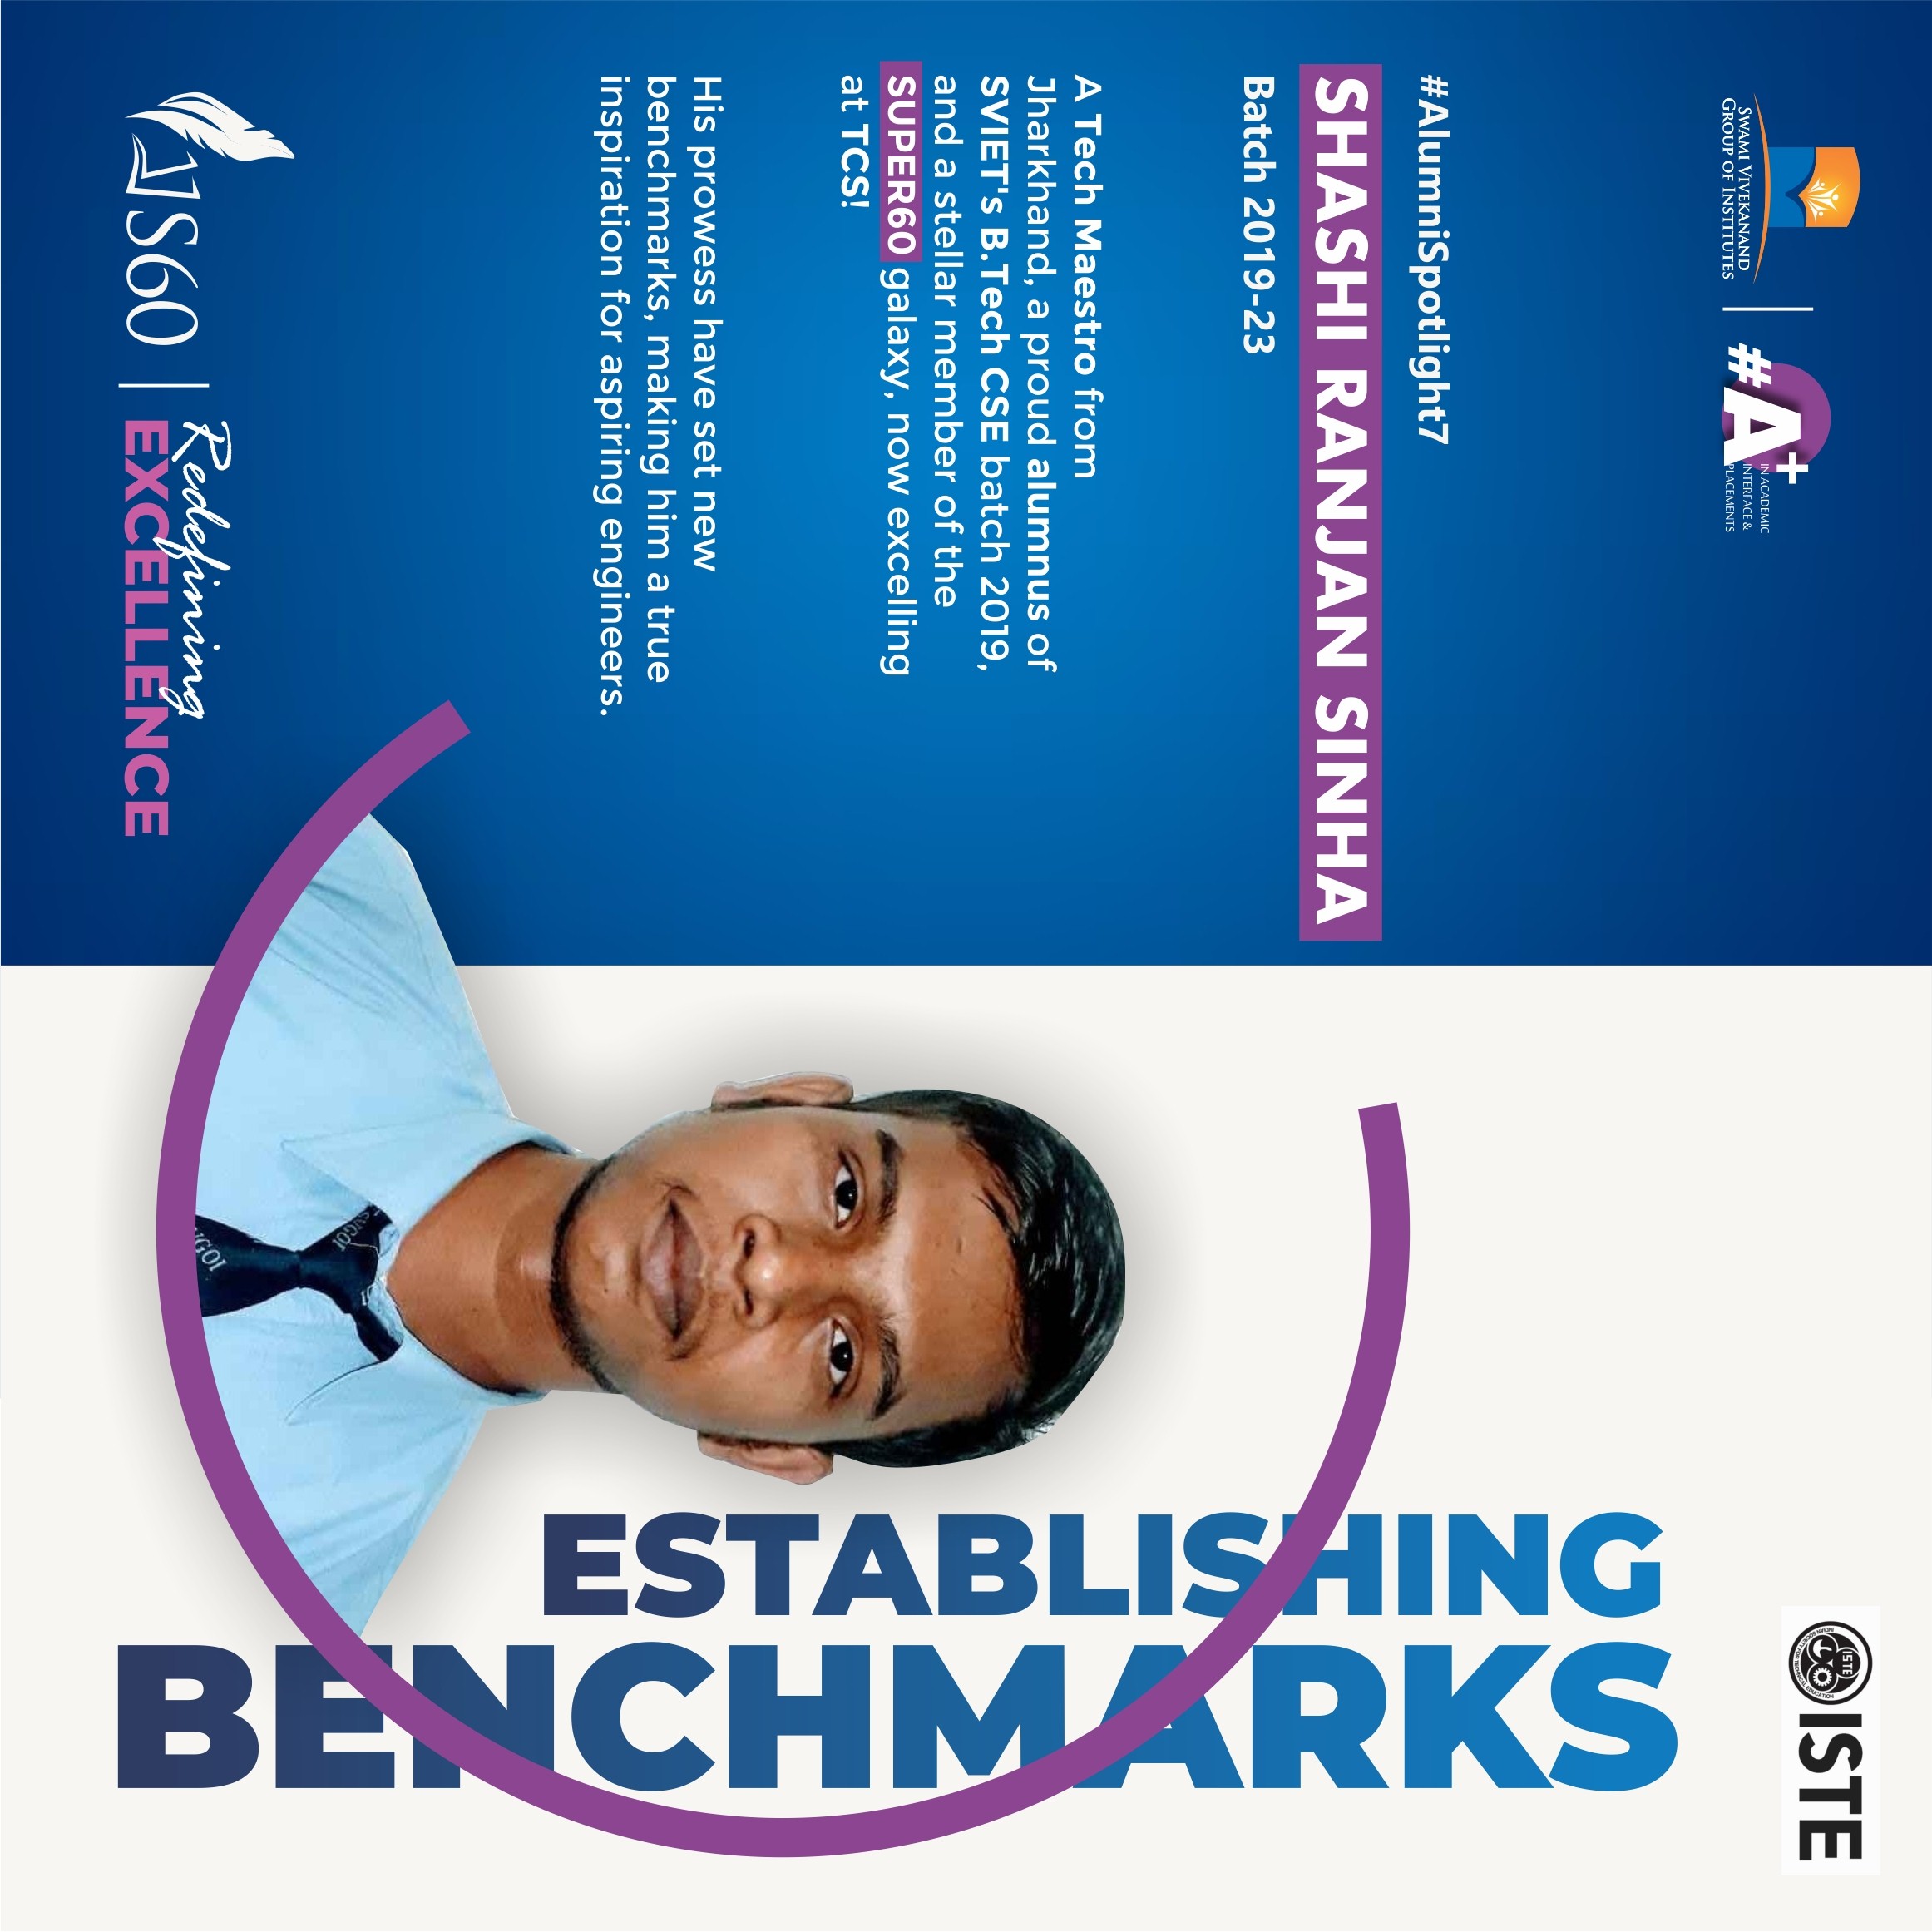 SWAMI VIVEKANAND
GROUP OF INSTITUTES
#A+
IN ACADEMIC
INTERFACE &
PLACEMENTS
ISTE
ISTE
#AlumniSpotlight7
SHASHI RANJAN SINHA
Batch 2019-23
A Tech Maestro from
Jharkhand, a proud alumnus of
SVIET's B.Tech CSE batch 2019,
and a stellar member of the
SUPER60 galaxy, now excelling
at TCS!
His prowess have set new
benchmarks, making him a true
inspiration for aspiring engineers.
ESTABLISHING
BENCHMARKS
SVGOI
S60
Redefining
EXCELLENCE